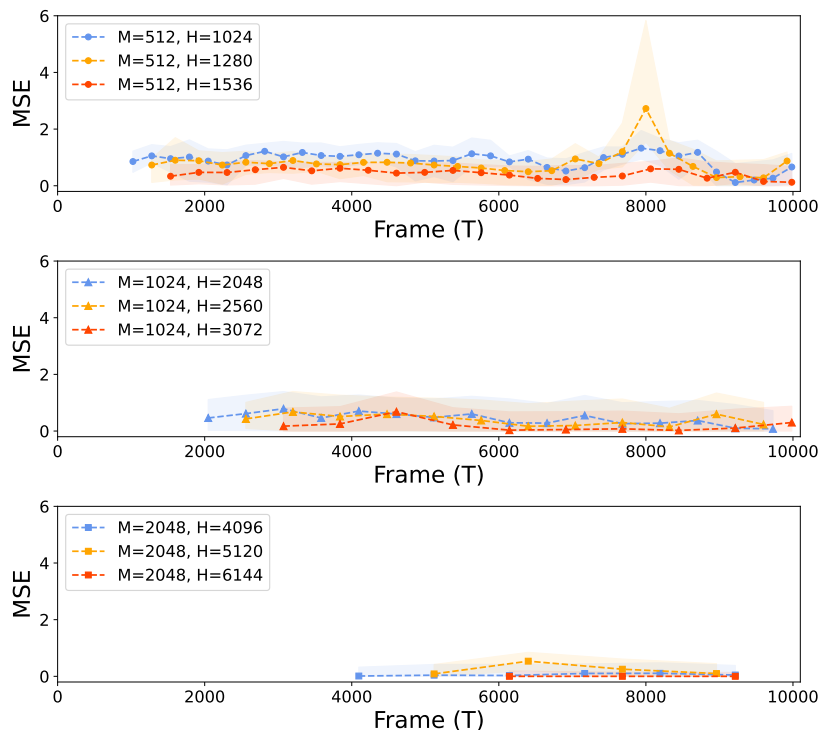 6
4
2
0
MSE
M=512, H=1024
M=512, H=1280
M=512, H=1536
0 2000 4000 6000 8000 10000
Frame (T)
6
4
2
0
MSE
M=1024, H=2048
M=1024, H=2560
M=1024, H=3072
0 2000 4000 6000 8000 10000
Frame (T)
6
4
2
0
MSE
M=2048, H=4096
M=2048, H=5120
M=2048, H=6144
0 2000 4000 6000 8000 10000
Frame (T)